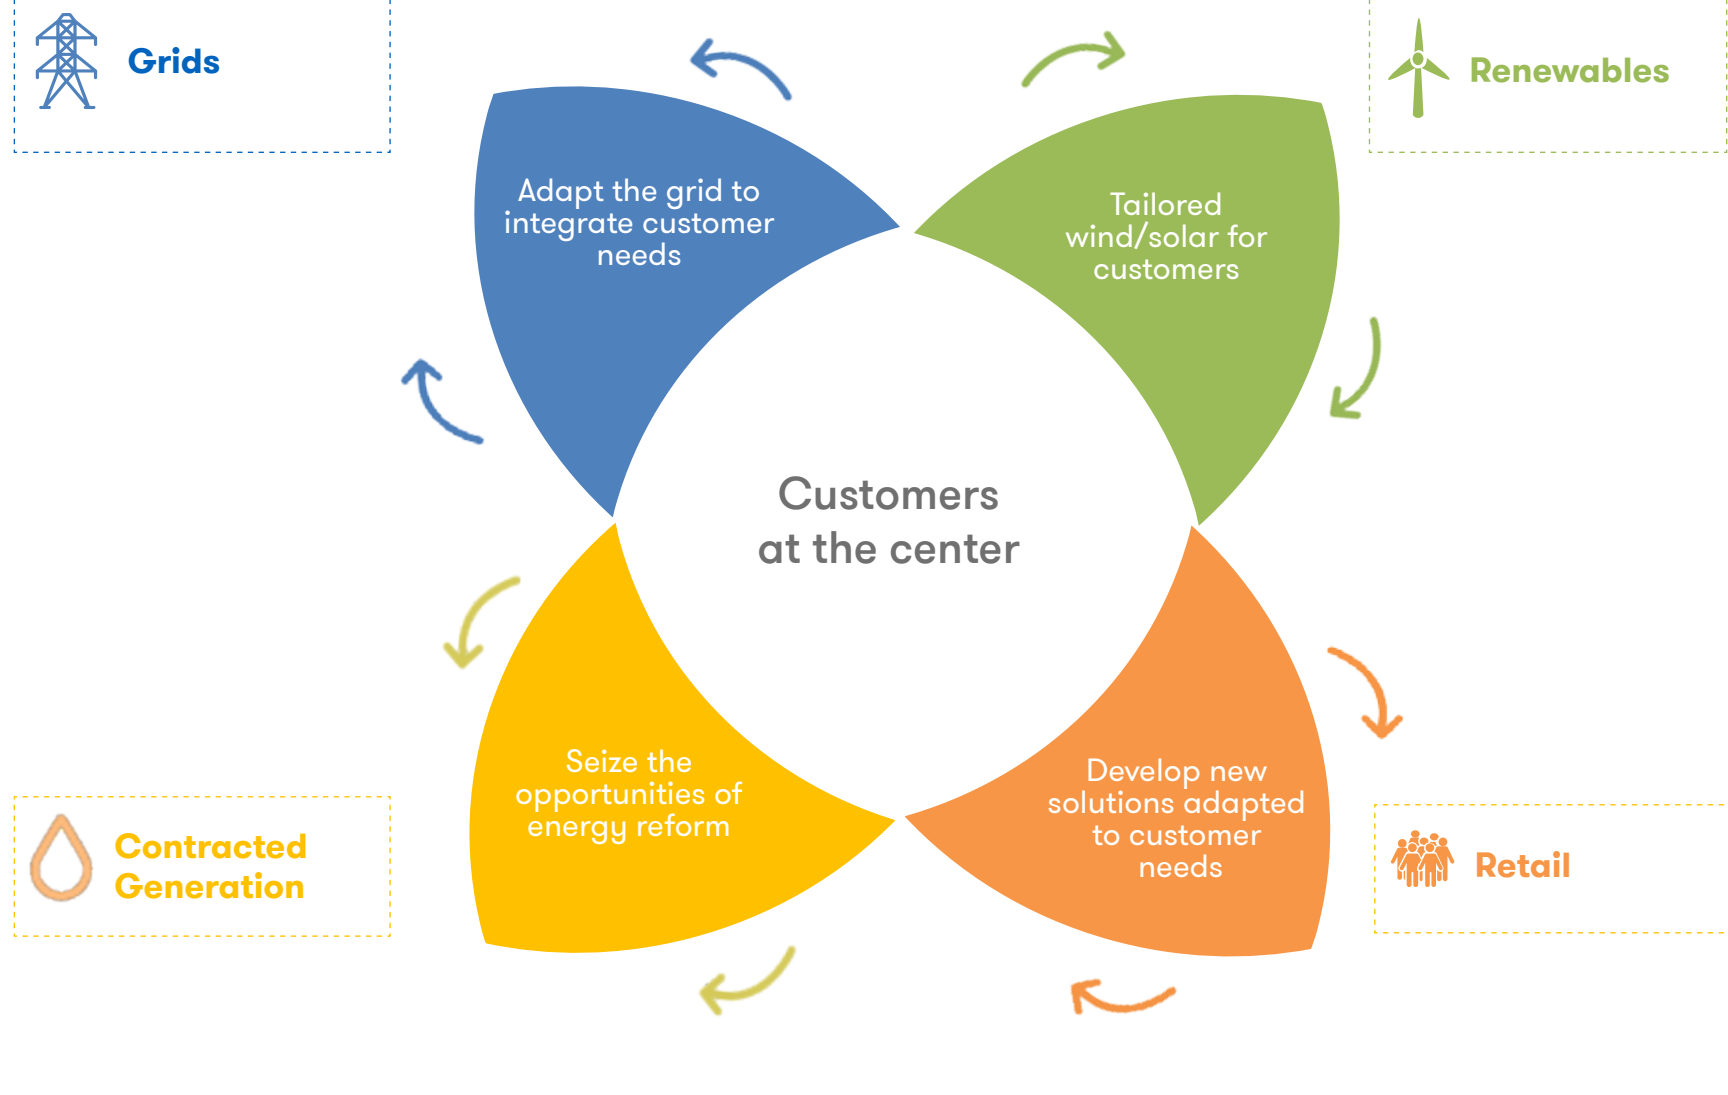 Grids
Renewables
Adapt the grid to
integrate customer
needs
Tailored
wind/solar for
customers
Customers
at the center
Seize the
opportunities of
energy reform
Develop new
solutions adapted
to customer
needs
Contracted
Generation
Retail